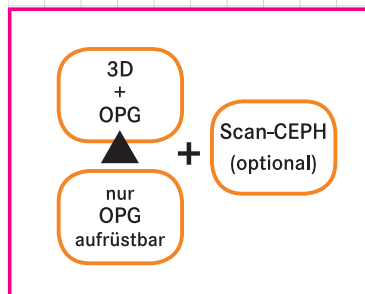 3D
+
OPG
+
Scan-CEPH
(optional)
nur
OPG
aufrüstbar